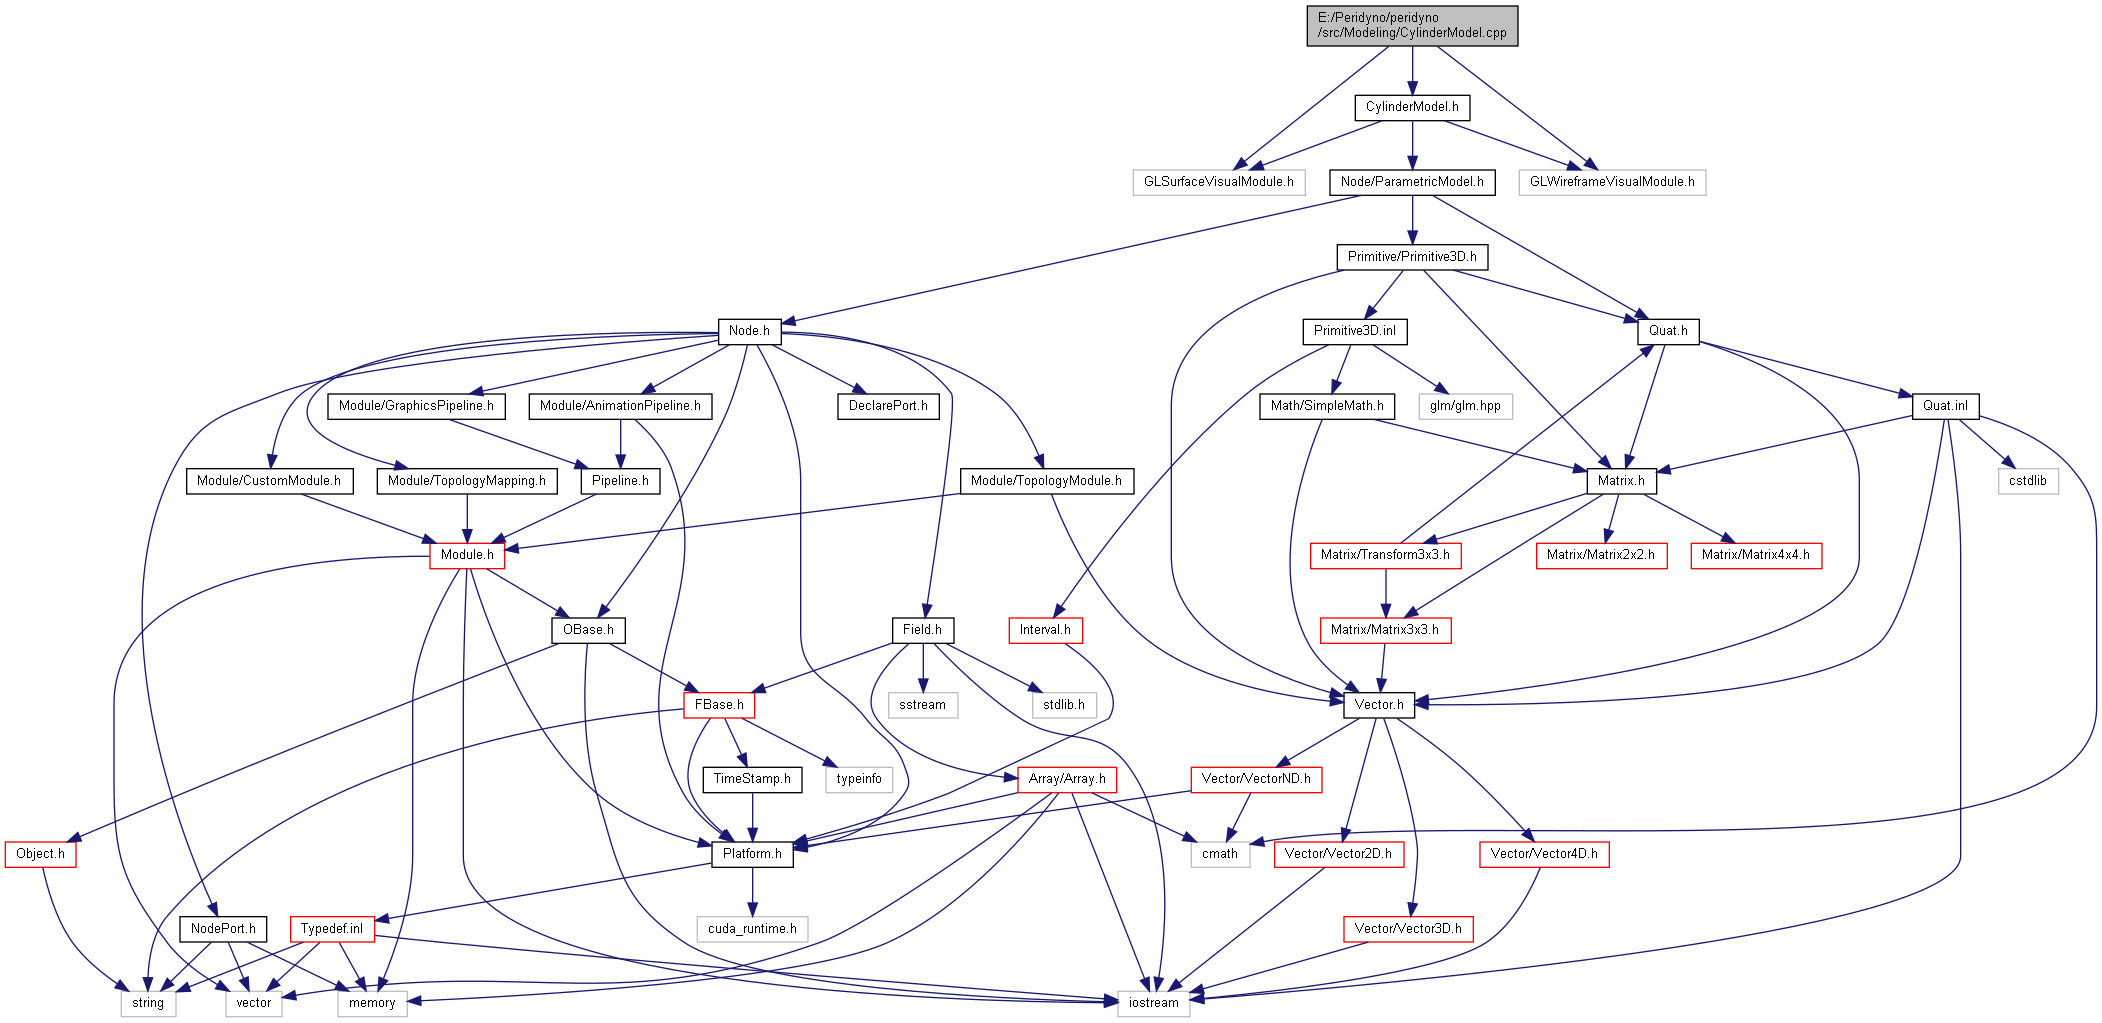 E:/Peridyno/peridyno
/src/Modeling/CylinderModel.cpp
CylinderModel.h
GLSurfaceVisualModule.h
Node/ParametricModel.h
GLWireframeVisualModule.h
Primitive/Primitive3D.h
Node.h
Primitive3D.inl
Quat.h
Module/GraphicsPipeline.h
Module/AnimationPipeline.h
DeclarePort.h
Math/SimpleMath.h
glm/glm.hpp
Quat.inl
Module/CustomModule.h
Module/TopologyMapping.h
Pipeline.h
Module/TopologyModule.h
Matrix.h
cstdlib
Module.h
Matrix/Transform3x3.h
Matrix/Matrix2x2.h
Matrix/Matrix4x4.h
OBase.h
Field.h
Interval.h
Matrix/Matrix3x3.h
FBase.h
sstream
stdlib.h
Vector.h
TimeStamp.h
typeinfo
Array/Array.h
Vector/VectorND.h
Object.h
Platform.h
cmath
Vector/Vector2D.h
Vector/Vector4D.h
NodePort.h
Typedef.inl
cuda_runtime.h
Vector/Vector3D.h
string
vector
memory
iostream